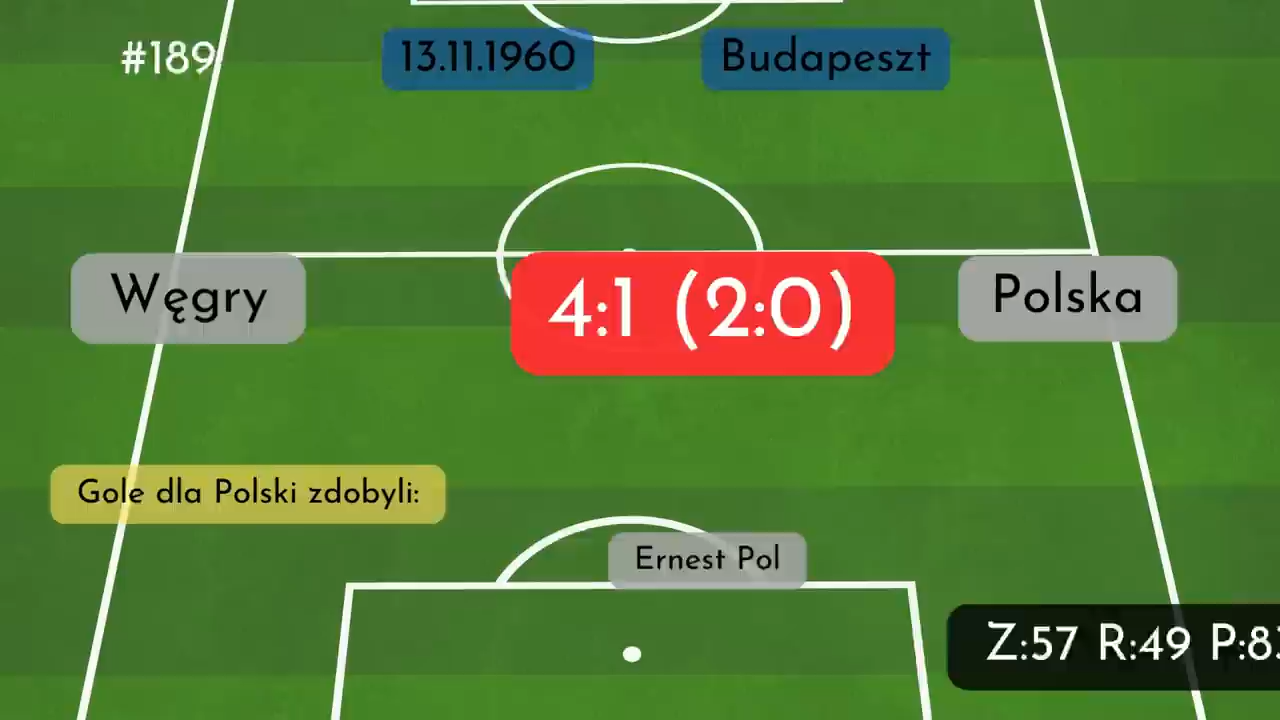 #189
13.11.1960
Budapeszt
Węgry
4:1 (2:0)
Polska
Gole dla Polski zdobyli:
Ernest Pol
Z:57 R:49 P:83